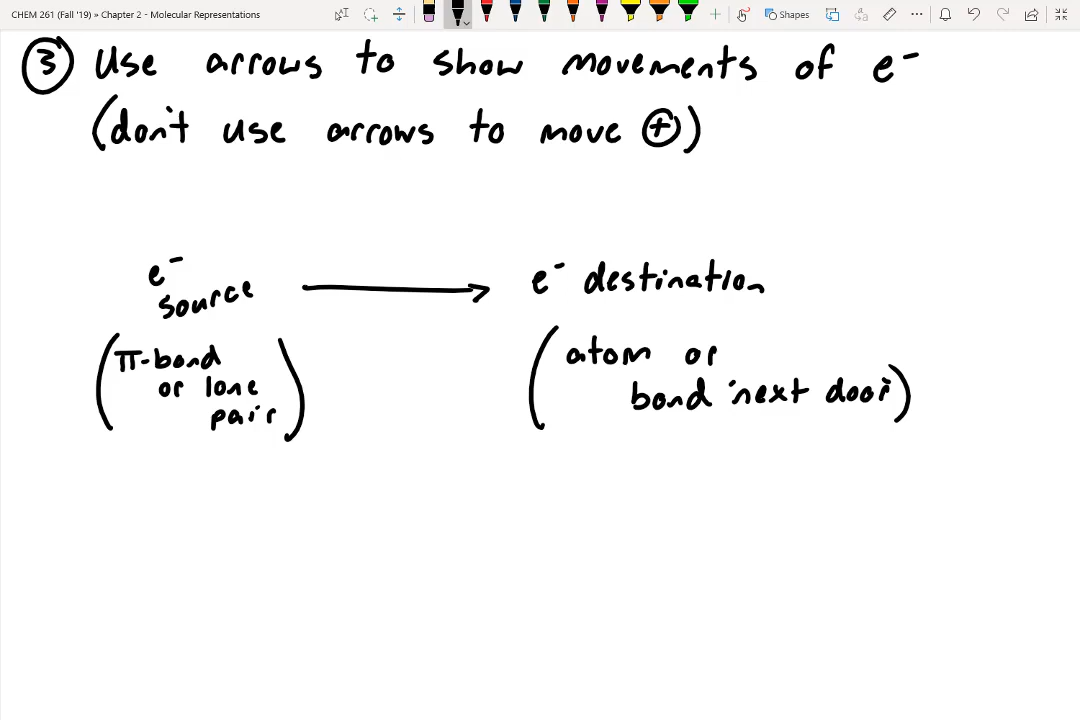 CHEM 261 (Fall '19) » Chapter 2 - Molecular Representations
Shapes
③ Use arrows to show movements of e⁻
(don't use arrows to move ⊕)
e⁻
source
e⁻ destination
(π-bond
or lone
pair)
(atom or
bond next door)